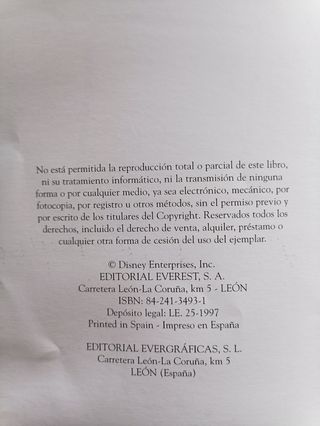 No está permitida la reproducción total o parcial de este libro,
ni su tratamiento informático, ni la transmisión de ninguna
forma o por cualquier medio, ya sea electrónico, mecánico, por
fotocopia, por registro u otros métodos, sin el permiso previo y
por escrito de los titulares del Copyright. Reservados todos los
derechos, incluido el derecho de venta, alquiler, préstamo o
cualquier otra forma de cesión del uso del ejemplar.
© Disney Enterprises, Inc.
EDITORIAL EVEREST, S. A.
Carretera León-La Coruña, km 5 - LEÓN
ISBN: 84-241-3493-1
Depósito legal: LE. 25-1997
Printed in Spain - Impreso en España
EDITORIAL EVERGRÁFICAS, S. L.
Carretera León-La Coruña, km 5
LEÓN (España)